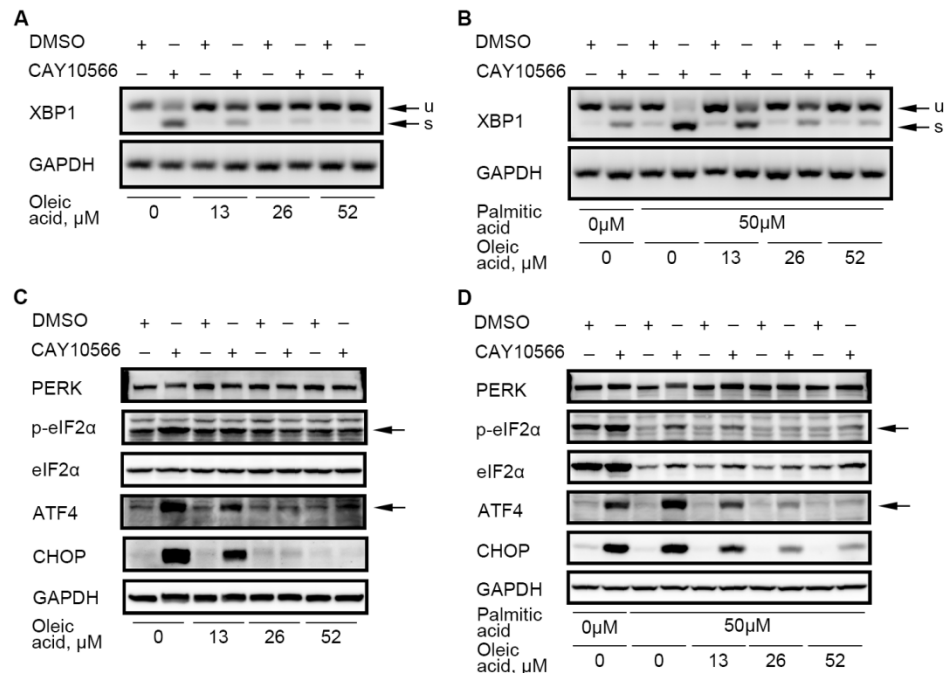 A
DMSO + – + – + – + –
CAY10566 – + – + – + – +
XBP1
u
s
GAPDH
Oleic
acid, µM
0 13 26 52
B
DMSO + – + – + – + – + –
CAY10566 – + – + – + – + – +
XBP1
u
s
GAPDH
Palmitic
acid
0µM 50µM
Oleic
acid, µM
0 0 13 26 52
C
DMSO + – + – + – + –
CAY10566 – + – + – + – +
PERK
p-eIF2α
eIF2α
ATF4
CHOP
GAPDH
Oleic
acid, µM
0 13 26 52
D
DMSO + – + – + – + – + –
CAY10566 – + – + – + – + – +
PERK
p-eIF2α
eIF2α
ATF4
CHOP
GAPDH
Palmitic
acid
0µM 50µM
Oleic
acid, µM
0 0 13 26 52